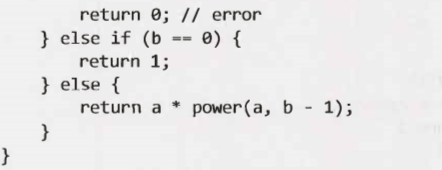 return 0; // error
} else if (b == 0) {
return 1;
} else {
return a * power(a, b - 1);
}
}